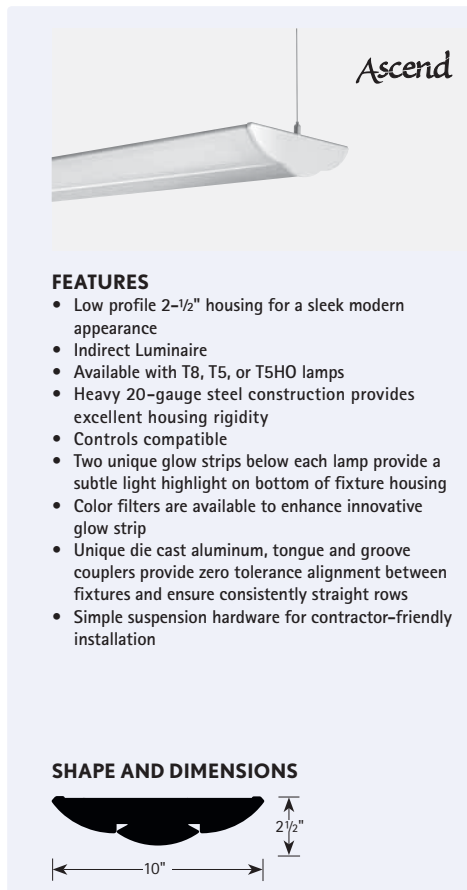 Ascend
FEATURES
• Low profile 2-½" housing for a sleek modern
appearance
• Indirect Luminaire
• Available with T8, T5, or T5HO lamps
• Heavy 20-gauge steel construction provides
excellent housing rigidity
• Controls compatible
• Two unique glow strips below each lamp provide a
subtle light highlight on bottom of fixture housing
• Color filters are available to enhance innovative
glow strip
• Unique die cast aluminum, tongue and groove
couplers provide zero tolerance alignment between
fixtures and ensure consistently straight rows
• Simple suspension hardware for contractor-friendly
installation
SHAPE AND DIMENSIONS
2½"
10"